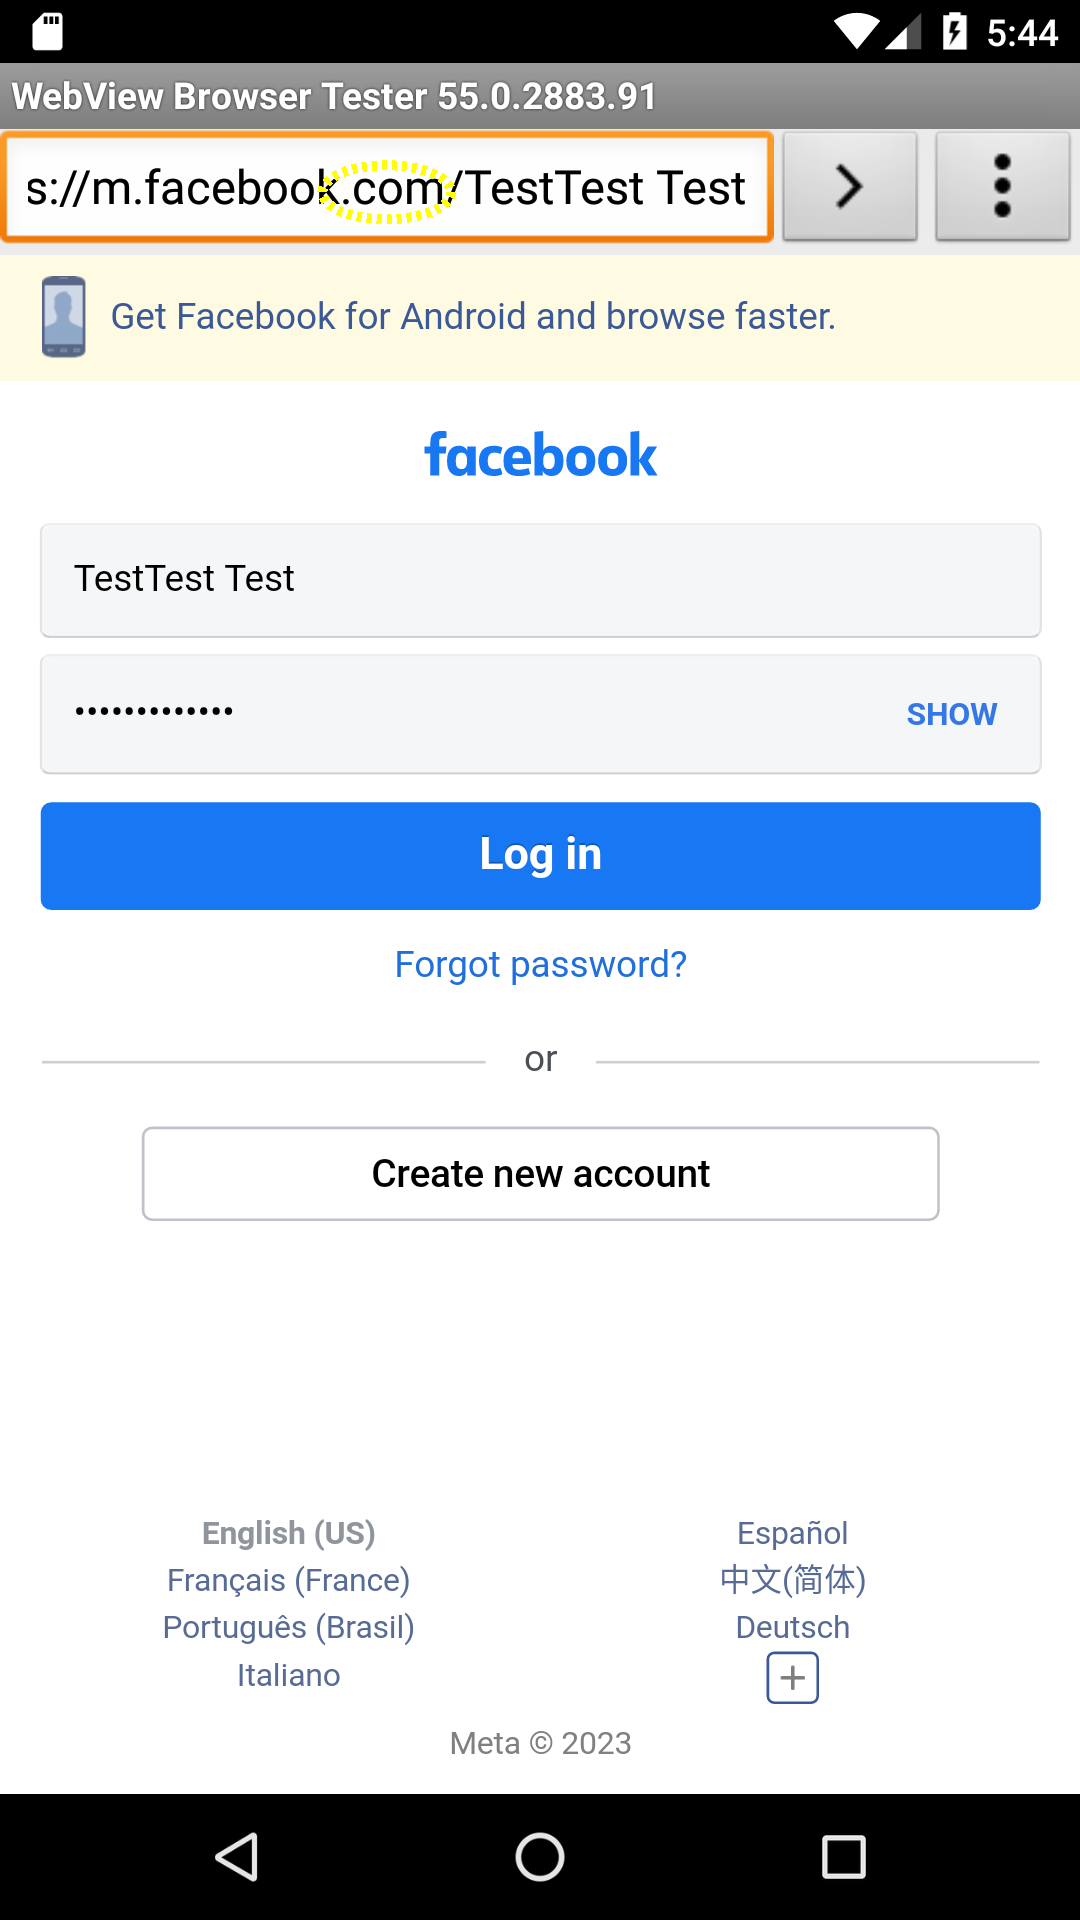 5:44
WebView Browser Tester 55.0.2883.91
s://m.facebook.com/TestTest Test
Get Facebook for Android and browse faster.
facebook
TestTest Test
•••••••••••••
SHOW
Log in
Forgot password?
or
Create new account
English (US)
Español
Français (France)
中文(简体)
Português (Brasil)
Deutsch
Italiano
Meta © 2023